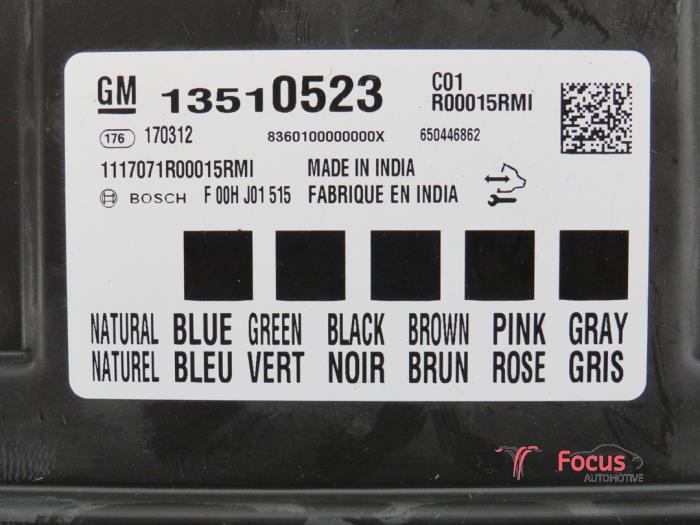 GM 13510523 C01
R00015RMI
176 170312 8360100000000X 650446862
1117071R00015RMI MADE IN INDIA
BOSCH F 00H J01 515 FABRIQUE EN INDIA
NATURAL BLUE GREEN BLACK BROWN PINK GRAY
NATUREL BLEU VERT NOIR BRUN ROSE GRIS
Focus
AUTOMOTIVE